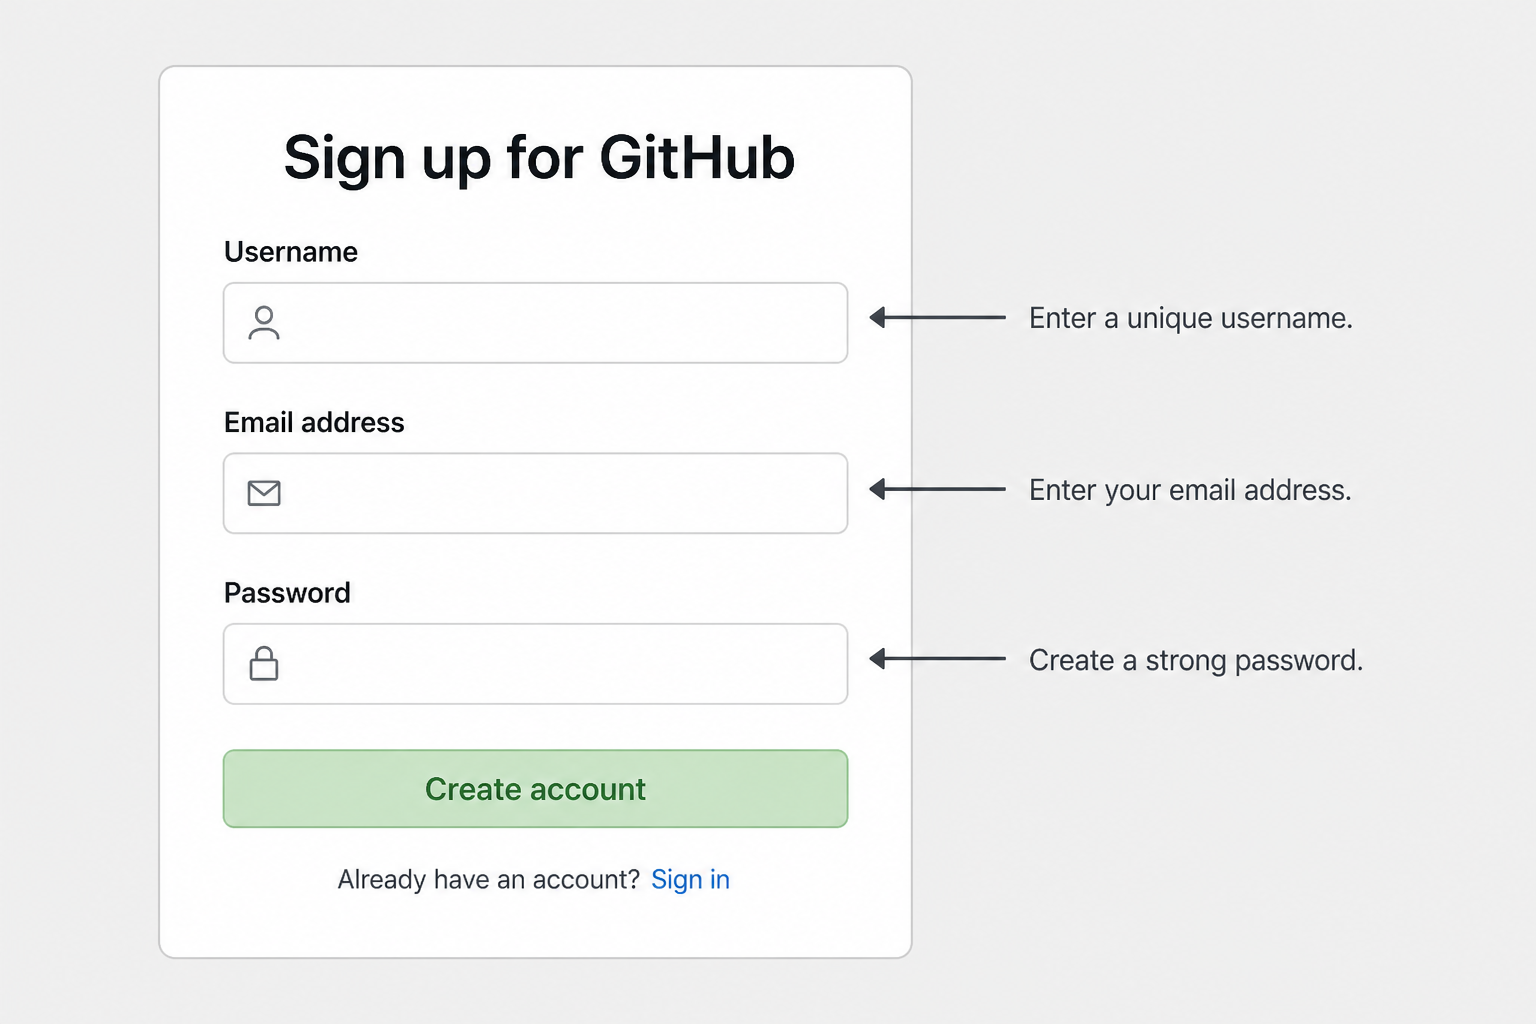 Sign up for GitHub
Username
Enter a unique username.
Email address
Enter your email address.
Password
Create a strong password.
Create account
Already have an account? Sign in